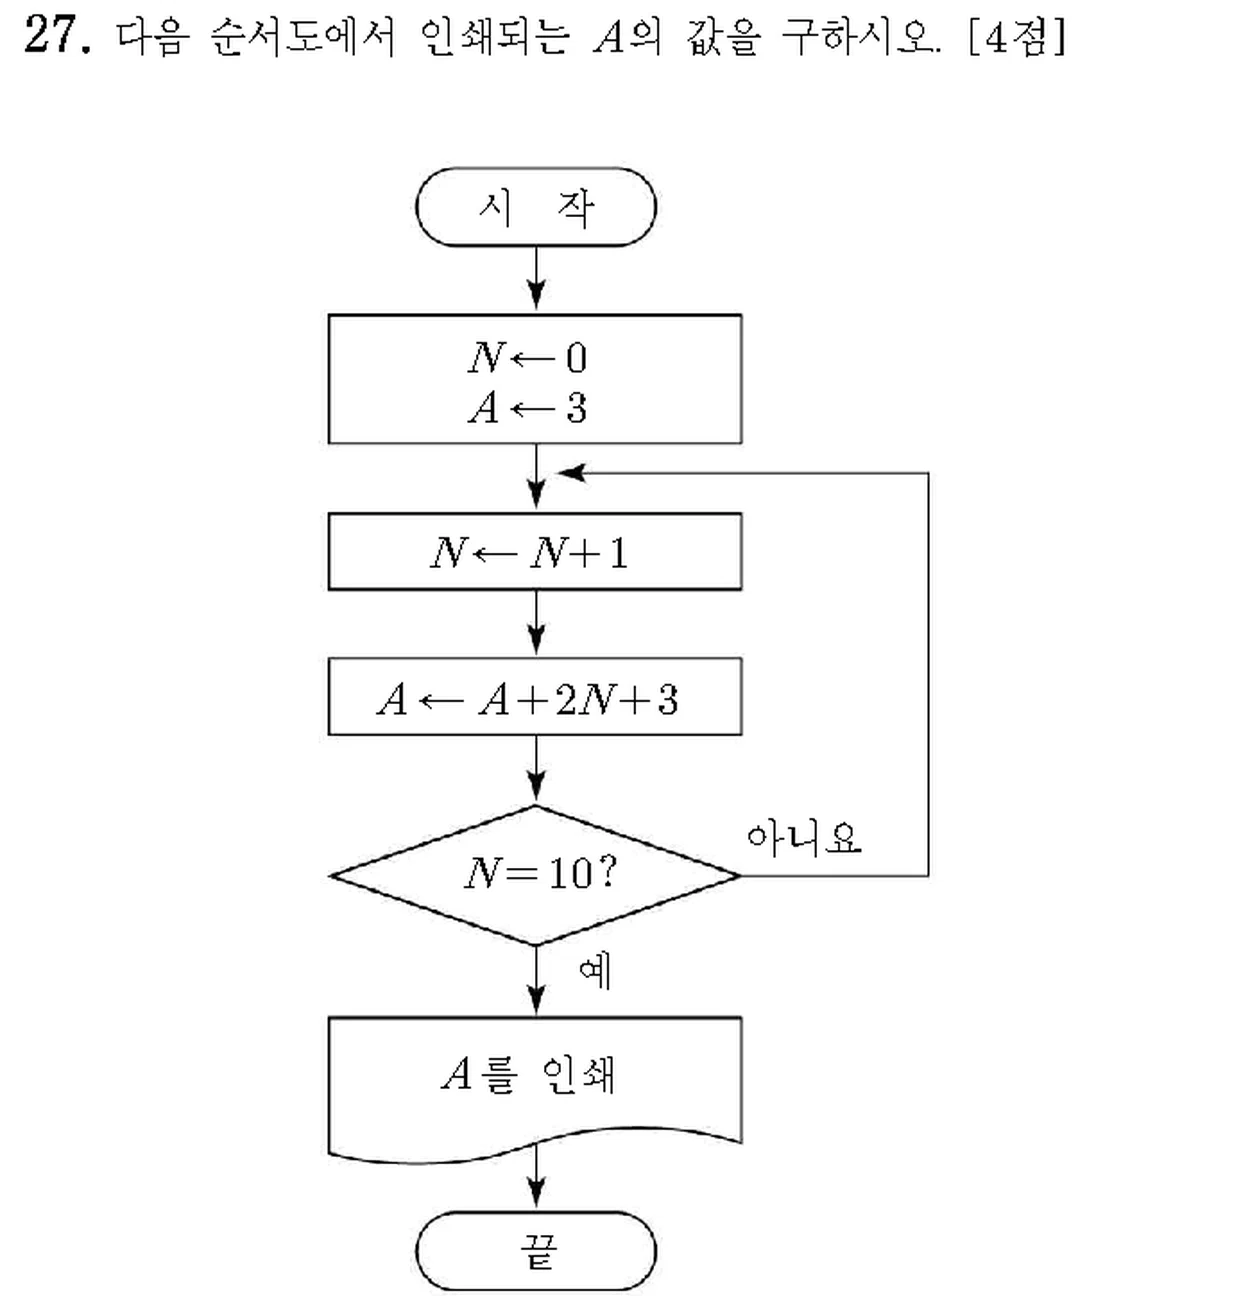 27. 다음 순서도에서 인쇄되는 A의 값을 구하시오. [4점]
시 작
N←0
A←3
N←N+1
A←A+2N+3
N=10?
아니요
예
A를 인쇄
끝